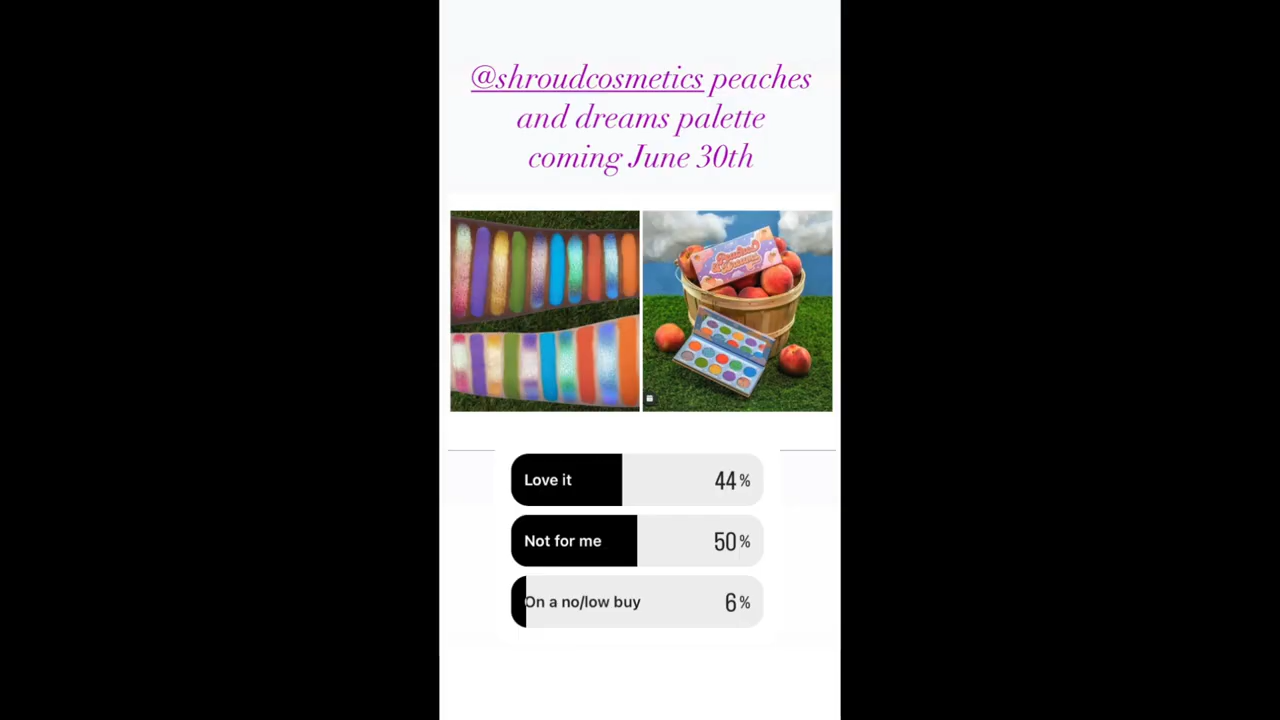 @shroudcosmetics peaches
and dreams palette
coming June 30th
Love it 44%
Not for me 50%
On a no/low buy 6%